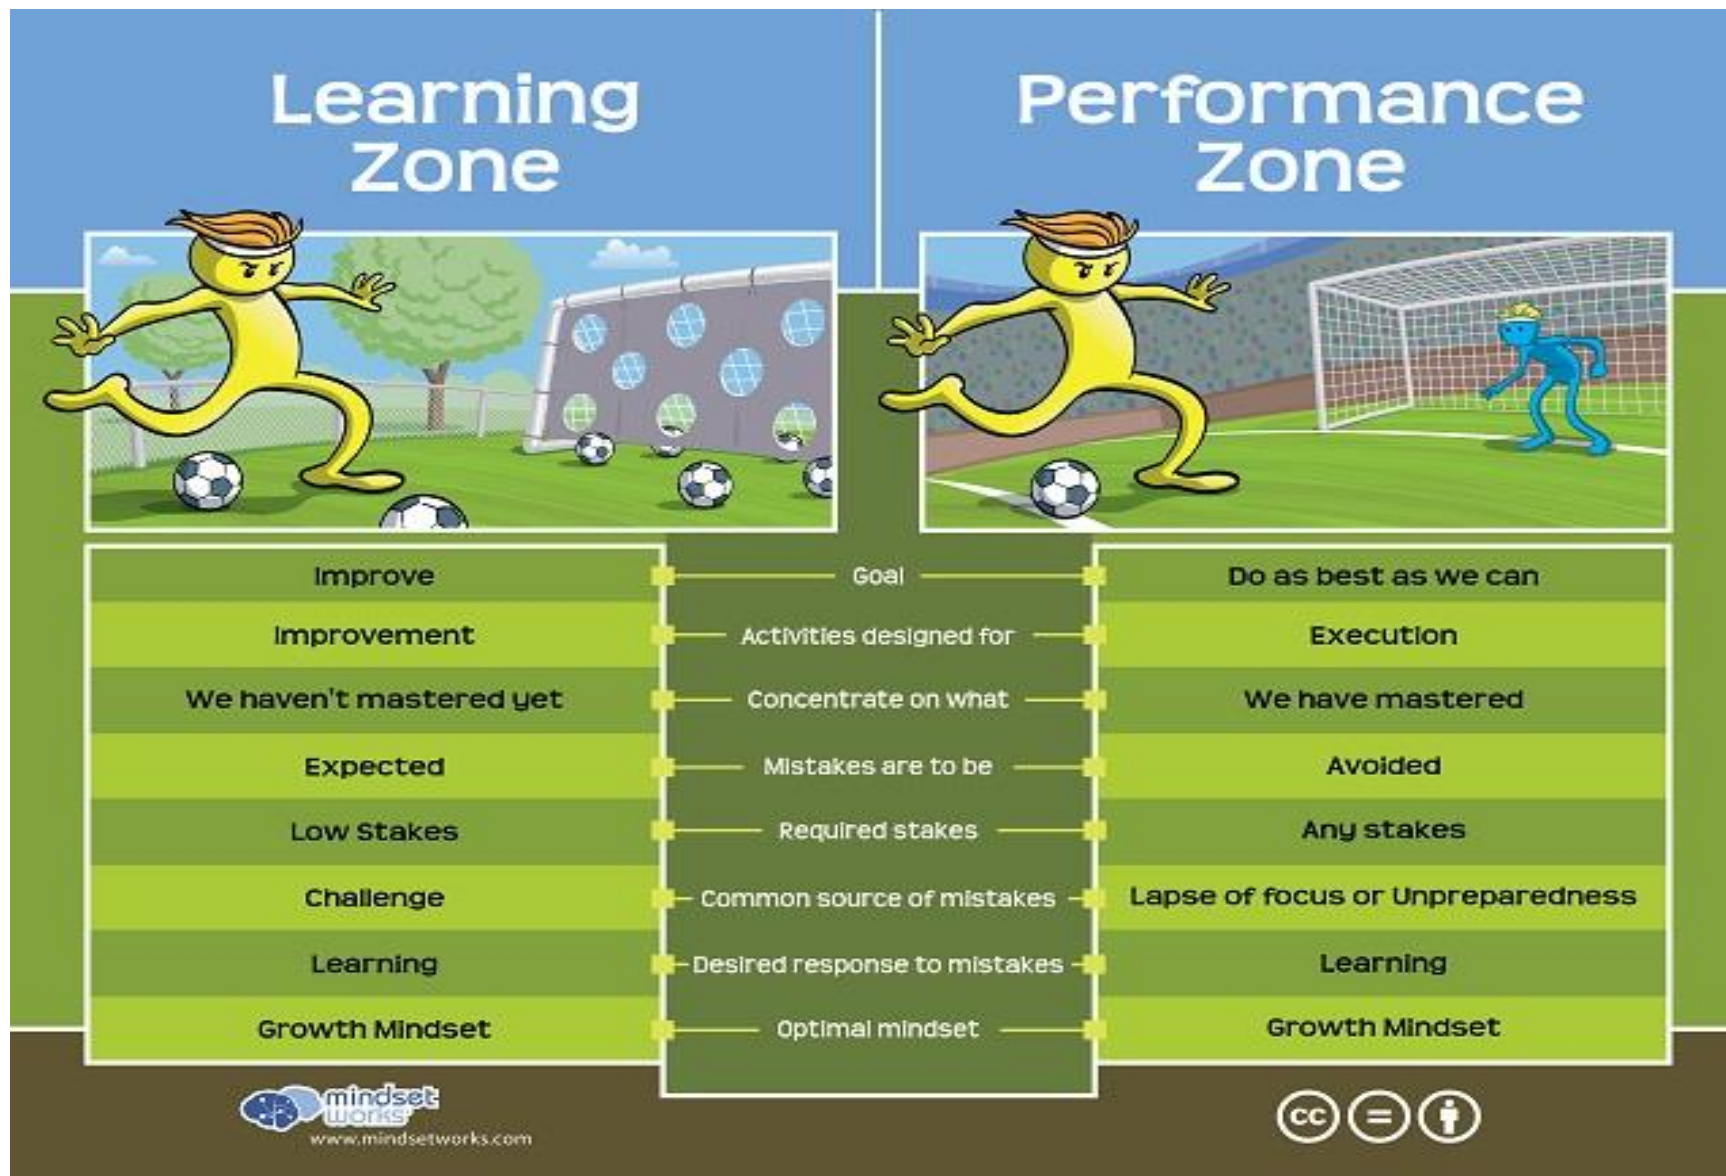 Learning
Zone
Performance
Zone
Improve
Goal
Do as best as we can
Improvement
Activities designed for
Execution
We haven't mastered yet
Concentrate on what
We have mastered
Expected
Mistakes are to be
Avoided
Low Stakes
Required stakes
Any stakes
Challenge
Common source of mistakes
Lapse of focus or Unpreparedness
Learning
Desired response to mistakes
Learning
Growth Mindset
Optimal mindset
Growth Mindset
mindset
works
www.mindsetworks.com
cc